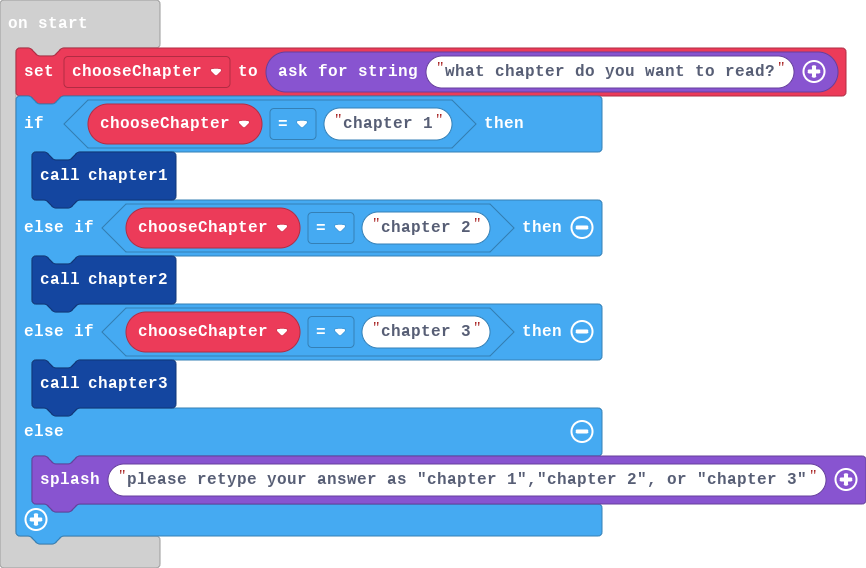 on start
set chooseChapter to ask for string "what chapter do you want to read?"
if chooseChapter = "chapter 1" then
call chapter1
else if chooseChapter = "chapter 2" then
call chapter2
else if chooseChapter = "chapter 3" then
call chapter3
else
splash "please retype your answer as "chapter 1","chapter 2", or "chapter 3""